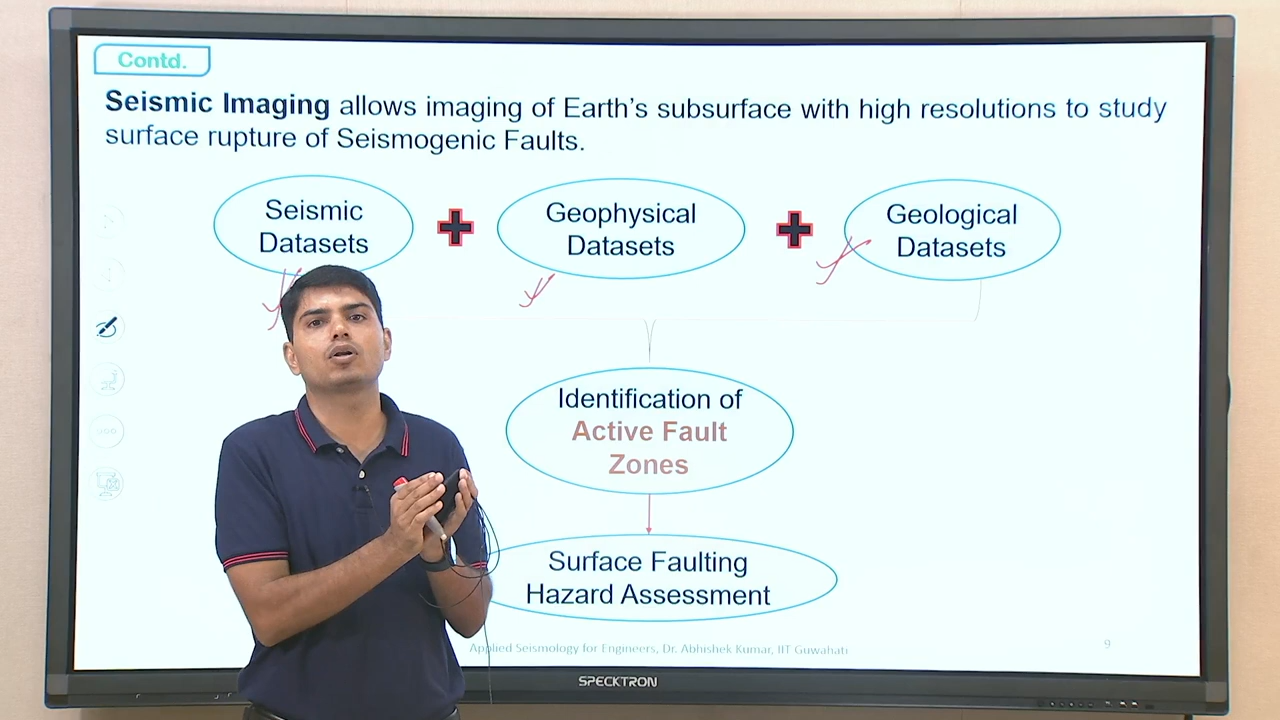 Contd.
Seismic Imaging allows imaging of Earth's subsurface with high resolutions to study
surface rupture of Seismogenic Faults.
Seismic
Datasets
Geophysical
Datasets
Geological
Datasets
Identification of
Active Fault
Zones
Surface Faulting
Hazard Assessment
Applied Seismology for Engineers, Dr. Abhishek Kumar, IIT Guwahati
9
SPECKTRON